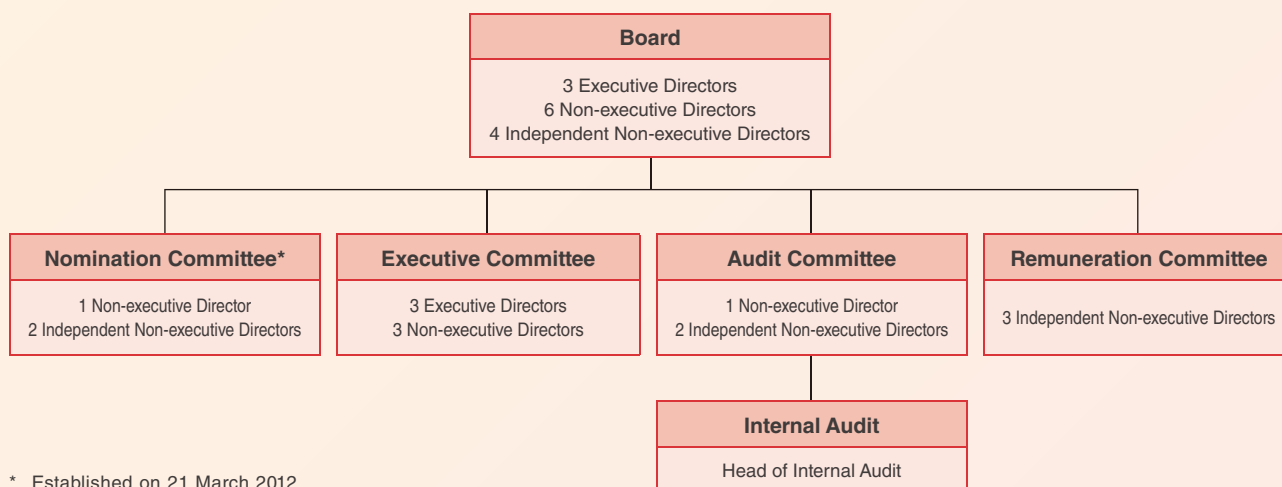 Board
3 Executive Directors
6 Non-executive Directors
4 Independent Non-executive Directors
Nomination Committee*
1 Non-executive Director
2 Independent Non-executive Directors
Executive Committee
3 Executive Directors
3 Non-executive Directors
Audit Committee
1 Non-executive Director
2 Independent Non-executive Directors
Remuneration Committee
3 Independent Non-executive Directors
Internal Audit
Head of Internal Audit
* Established on 21 March 2012